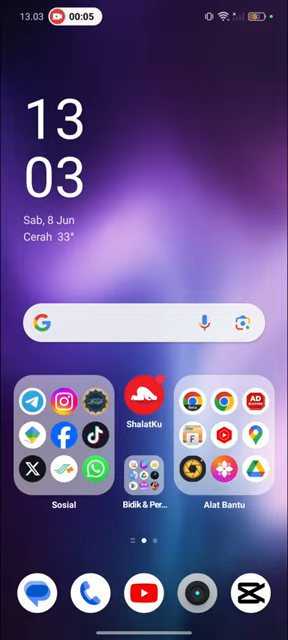 13.03
00:05
13
03
Sab, 8 Jun
Cerah 33°
ShalatKu
Sosial
Bidik & Per...
Alat Bantu